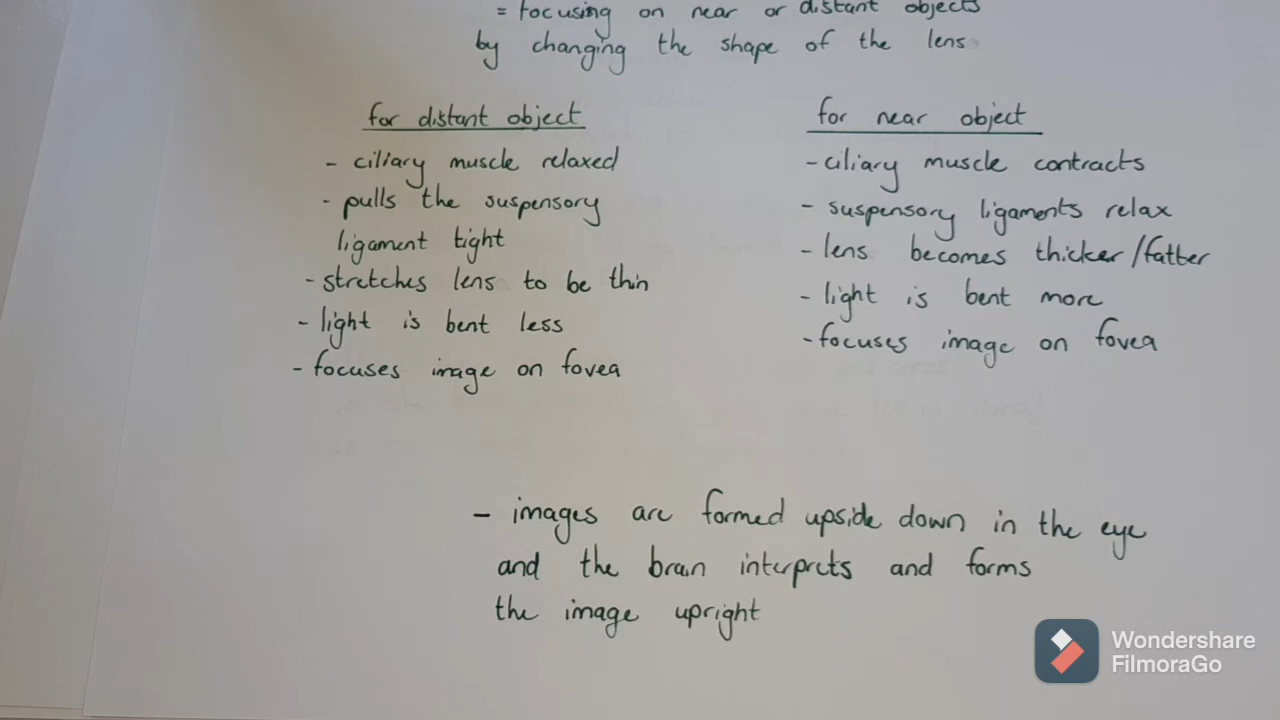 = focusing on near or distant objects
by changing the shape of the lens
for distant object
- ciliary muscle relaxed
- pulls the suspensory
ligament tight
- stretches lens to be thin
- light is bent less
- focuses image on fovea
for near object
- ciliary muscle contracts
- suspensory ligaments relax
- lens becomes thicker/fatter
- light is bent more
- focuses image on fovea
- images are formed upside down in the eye
and the brain interprets and forms
the image upright
Wondershare
FilmoraGo